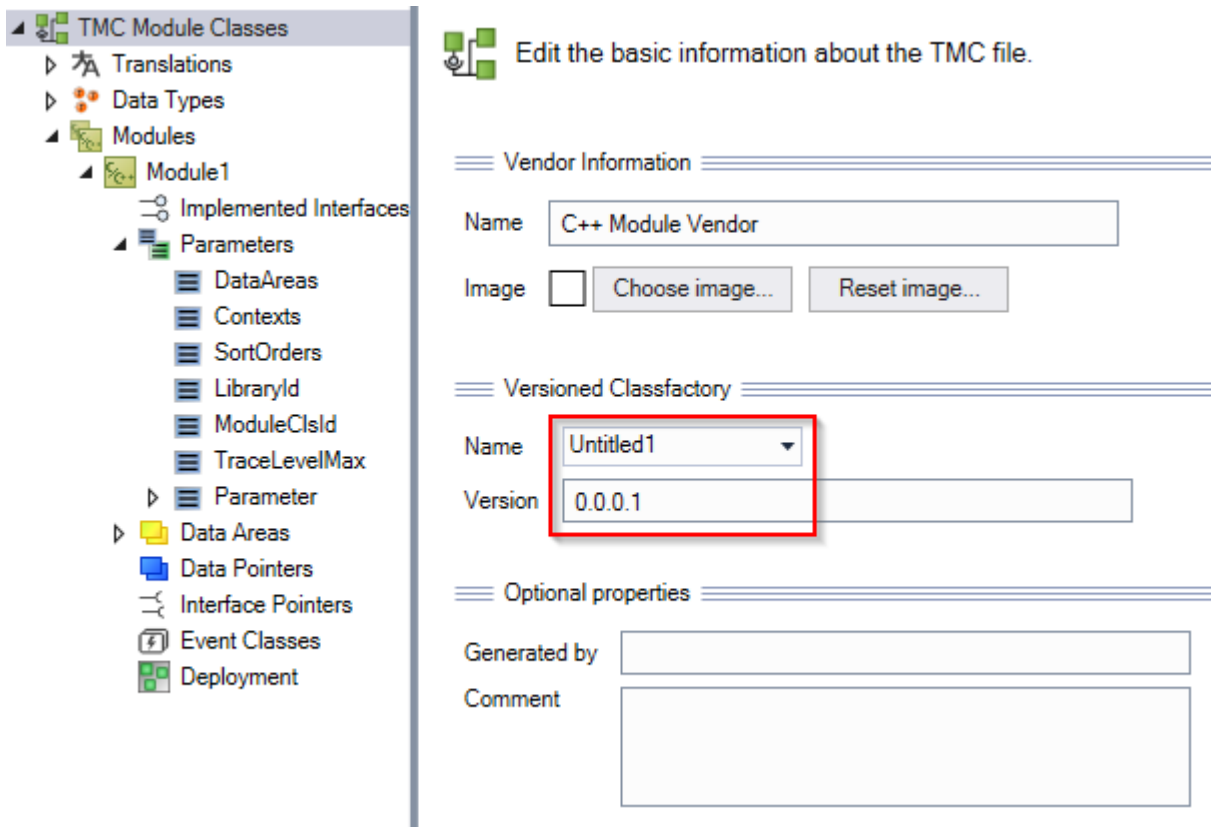 TMC Module Classes
Translations
Data Types
Modules
Module1
Implemented Interfaces
Parameters
DataAreas
Contexts
SortOrders
LibraryId
ModuleClsId
TraceLevelMax
Parameter
Data Areas
Data Pointers
Interface Pointers
Event Classes
Deployment
Edit the basic information about the TMC file.
Vendor Information
Name C++ Module Vendor
Image Choose image... Reset image...
Versioned Classfactory
Name Untitled1
Version 0.0.0.1
Optional properties
Generated by
Comment